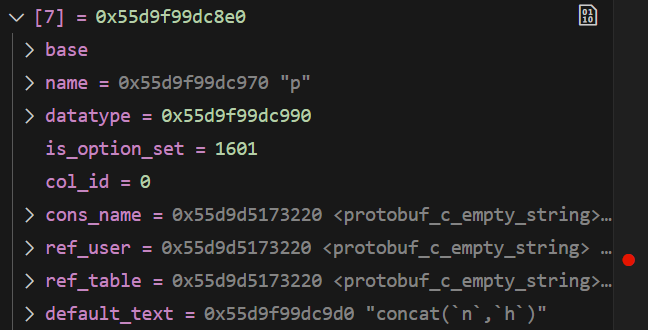 [7] = 0x55d9f99dc8e0
base
name = 0x55d9f99dc970 "p"
datatype = 0x55d9f99dc990
is_option_set = 1601
col_id = 0
cons_name = 0x55d9d5173220 <protobuf_c_empty_string>…
ref_user = 0x55d9d5173220 <protobuf_c_empty_string> …
ref_table = 0x55d9d5173220 <protobuf_c_empty_string>…
default_text = 0x55d9f99dc9d0 "concat(`n`,`h`)"